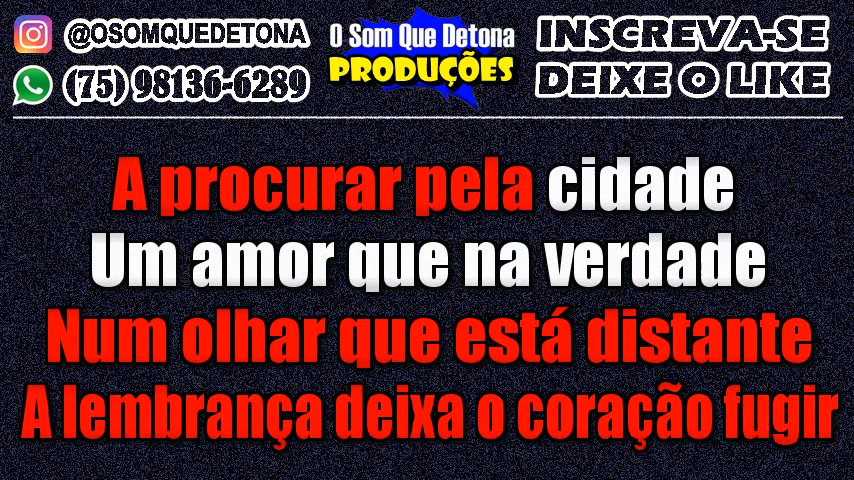 @OSOMQUEDETONA
(75) 98136-6289
O Som Que Detona
PRODUÇÕES
INSCREVA-SE
DEIXE O LIKE
A procurar pela cidade
Um amor que na verdade
Num olhar que está distante
A lembrança deixa o coração fugir